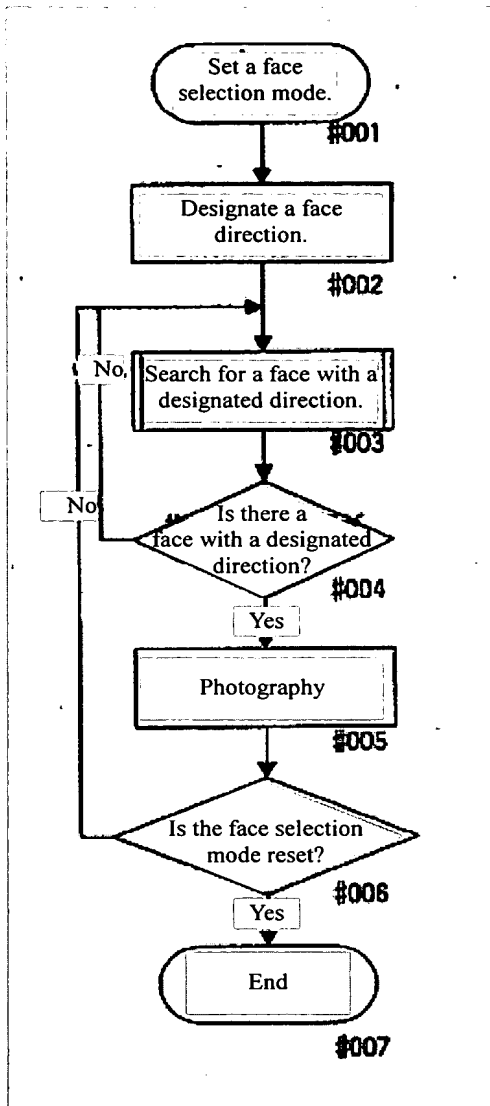 Set a face
selection mode.
#001
Designate a face
direction.
#002
No
Search for a face with a
designated direction.
#003
No
Is there a
face with a designated
direction?
#004
Yes
Photography
#005
Is the face selection
mode reset?
#006
Yes
End
#007